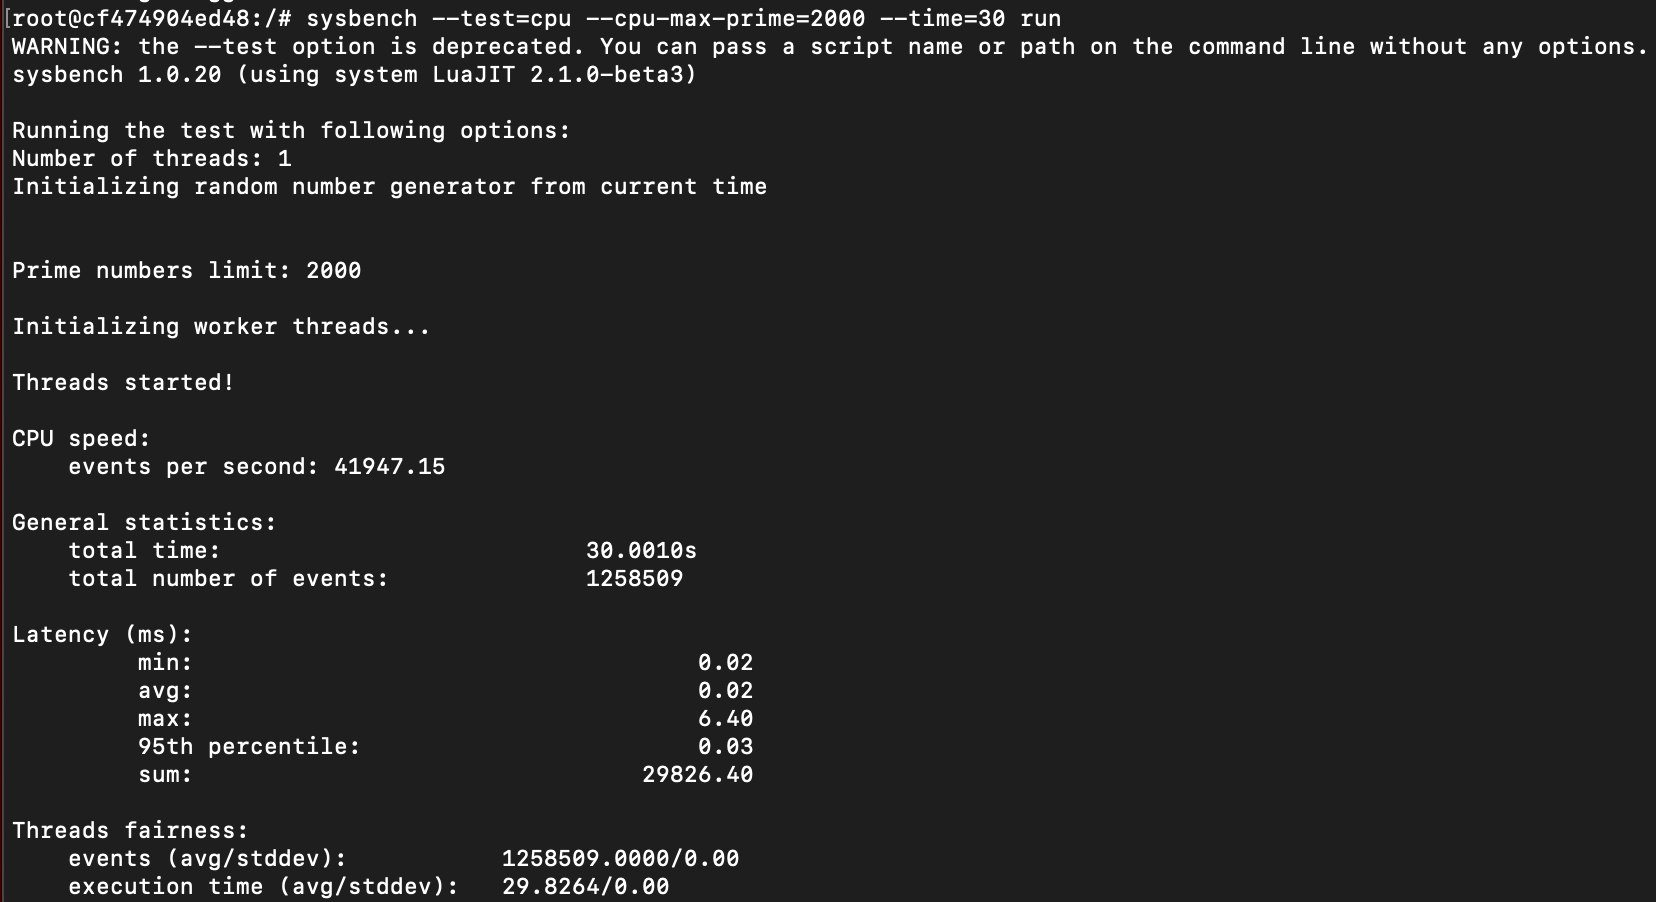 [root@cf474904ed48:/# sysbench --test=cpu --cpu-max-prime=2000 --time=30 run
WARNING: the --test option is deprecated. You can pass a script name or path on the command line without any options.
sysbench 1.0.20 (using system LuaJIT 2.1.0-beta3)
Running the test with following options:
Number of threads: 1
Initializing random number generator from current time
Prime numbers limit: 2000
Initializing worker threads...
Threads started!
CPU speed:
events per second: 41947.15
General statistics:
total time: 30.0010s
total number of events: 1258509
Latency (ms):
min: 0.02
avg: 0.02
max: 6.40
95th percentile: 0.03
sum: 29826.40
Threads fairness:
events (avg/stddev): 1258509.0000/0.00
execution time (avg/stddev): 29.8264/0.00